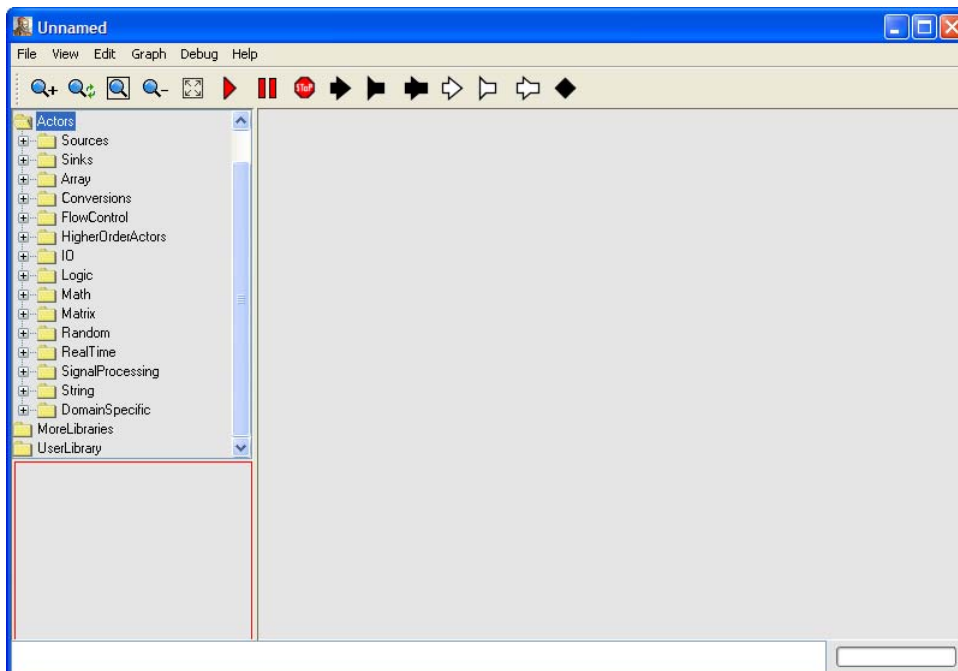 Unnamed
File View Edit Graph Debug Help
STOP
Actors
Sources
Sinks
Array
Conversions
FlowControl
HigherOrderActors
IO
Logic
Math
Matrix
Random
RealTime
SignalProcessing
String
DomainSpecific
MoreLibraries
UserLibrary